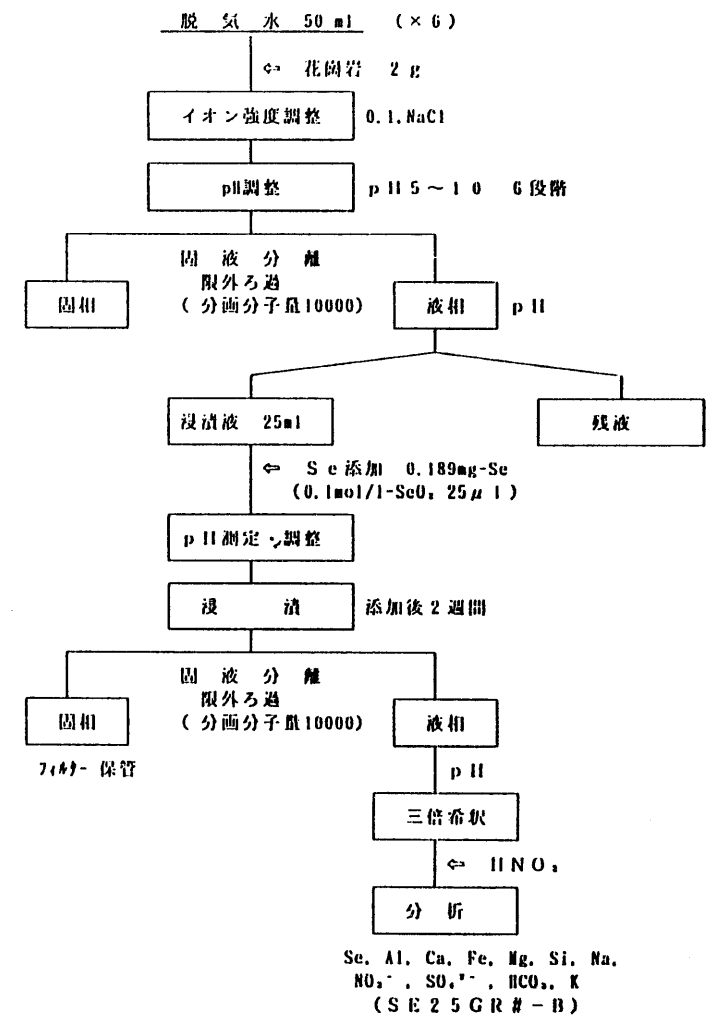 脱気水 50ml (×6)
⇦ 花崗岩 2g
イオン強度調整 0.1.NaCl
pH調整 pH5~10 6段階
固液分離
限外ろ過
固相 (分画分子量10000) 液相 pH
浸漬液 25ml 残液
⇦ Se添加 0.189mg-Se
(0.1mol/l-SeO₂ 25μl)
pH測定・調整
浸漬 添加後2週間
固液分離
限外ろ過
固相 (分画分子量10000) 液相
フィルター保管 pH
三倍希釈
⇦ HNO₃
分析
Se, Al, Ca, Fe, Mg, Si, Na,
NO₃⁻, SO₄²⁻, HCO₃, K
(SE25GR#-B)